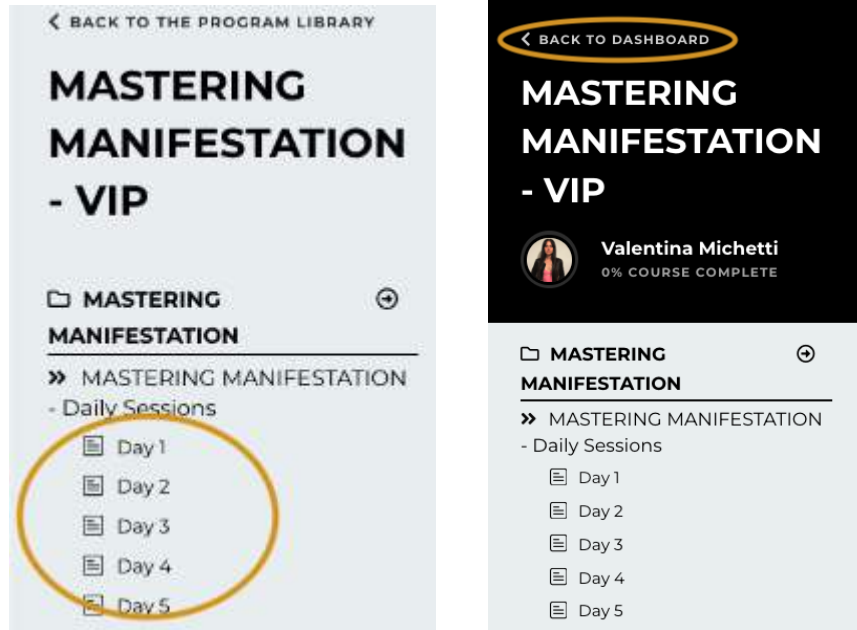 BACK TO THE PROGRAM LIBRARY
MASTERING
MANIFESTATION
- VIP
MASTERING
MANIFESTATION
MASTERING MANIFESTATION
- Daily Sessions
Day 1
Day 2
Day 3
Day 4
Day 5
BACK TO DASHBOARD
MASTERING
MANIFESTATION
- VIP
Valentina Michetti
0% COURSE COMPLETE
MASTERING
MANIFESTATION
MASTERING MANIFESTATION
- Daily Sessions
Day 1
Day 2
Day 3
Day 4
Day 5